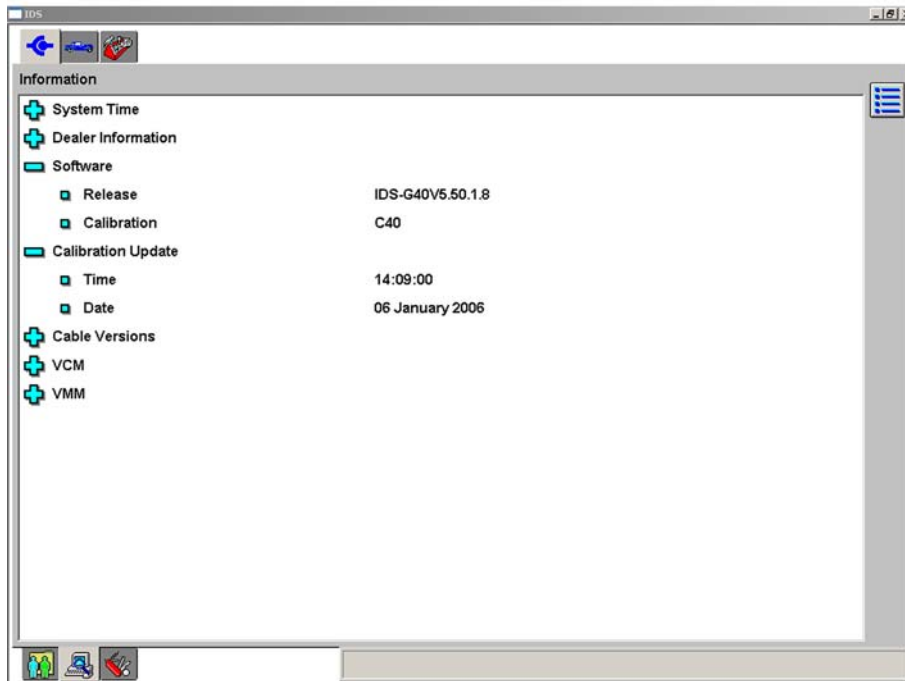 IDS
Information
System Time
Dealer Information
Software
Release IDS-G40V5.50.1.8
Calibration C40
Calibration Update
Time 14:09:00
Date 06 January 2006
Cable Versions
VCM
VMM